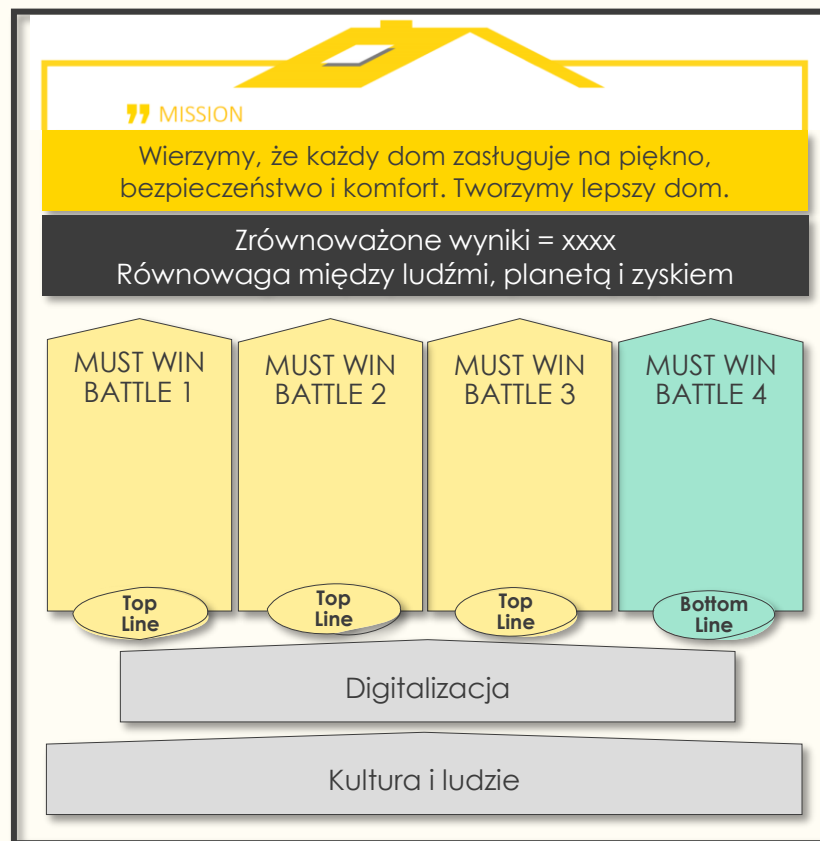 ” MISSION
Wierzymy, że każdy dom zasługuje na piękno,
bezpieczeństwo i komfort. Tworzymy lepszy dom.
Zrównoważone wyniki = xxxx
Równowaga między ludźmi, planetą i zyskiem
MUST WIN
BATTLE 1
MUST WIN
BATTLE 2
MUST WIN
BATTLE 3
MUST WIN
BATTLE 4
Top
Line
Top
Line
Top
Line
Bottom
Line
Digitalizacja
Kultura i ludzie